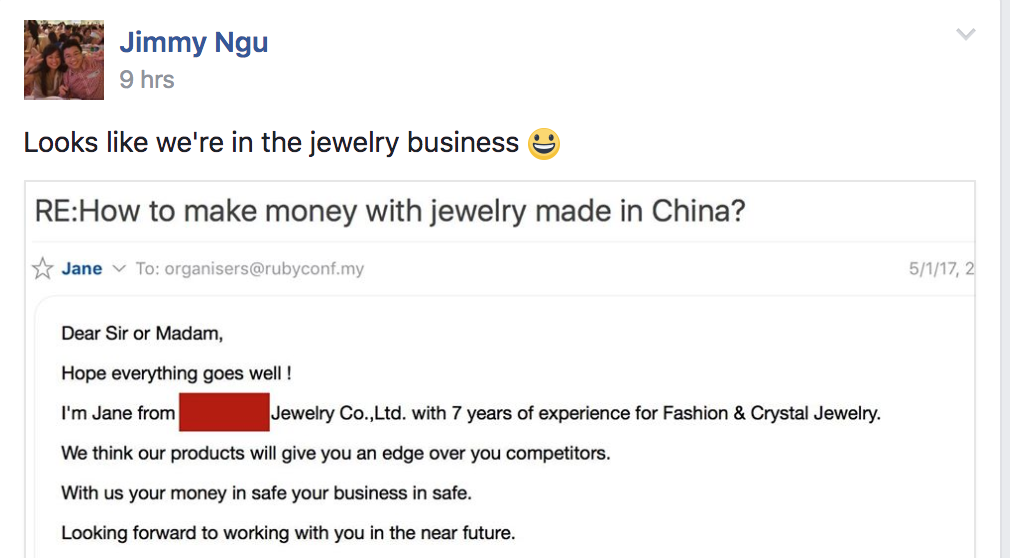 Jimmy Ngu
9 hrs
Looks like we're in the jewelry business 😀
RE:How to make money with jewelry made in China?
Jane To: organisers@rubyconf.my 5/1/17, 2
Dear Sir or Madam,
Hope everything goes well !
I'm Jane from Jewelry Co.,Ltd. with 7 years of experience for Fashion & Crystal Jewelry.
We think our products will give you an edge over you competitors.
With us your money in safe your business in safe.
Looking forward to working with you in the near future.